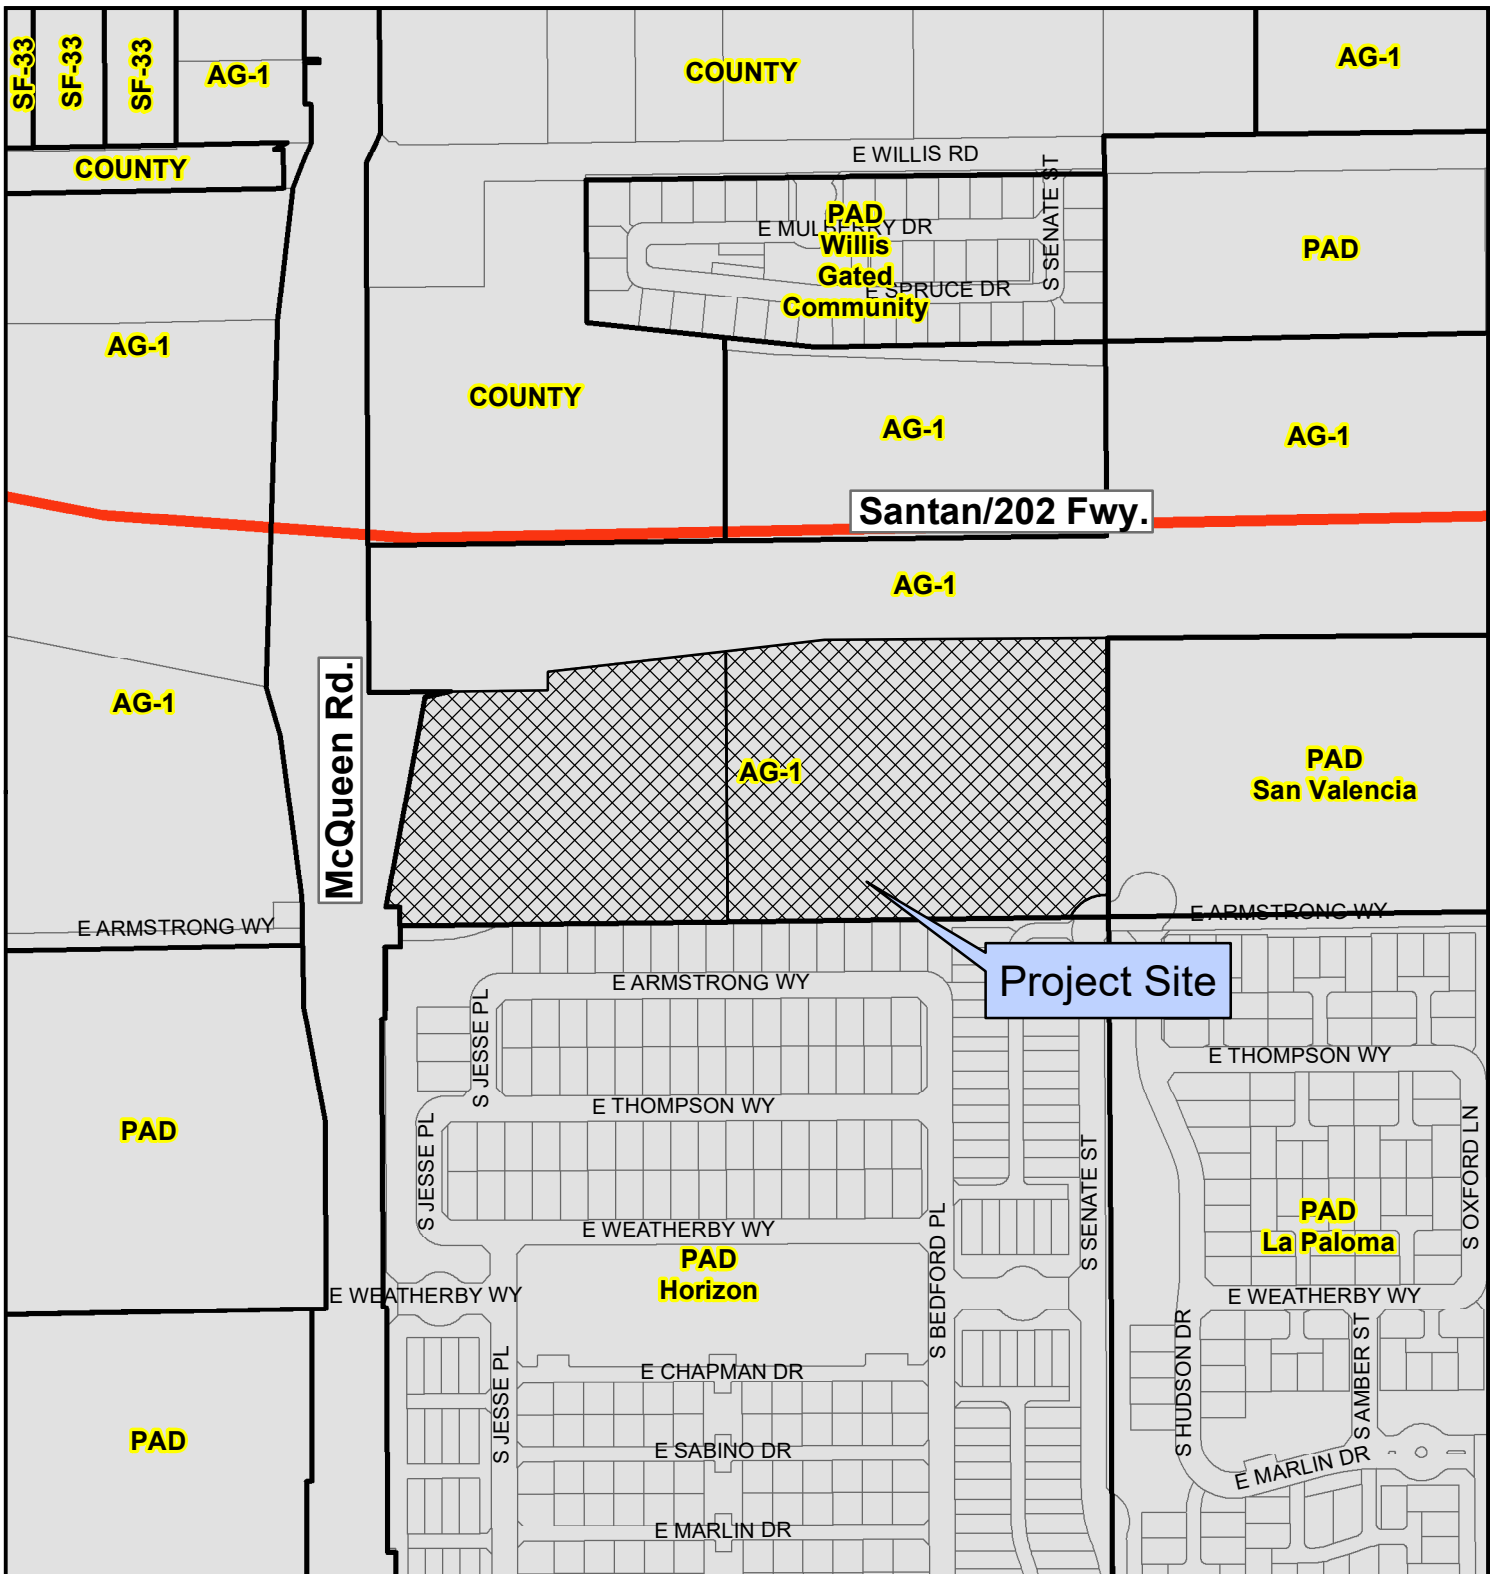 SF-33
SF-33
SF-33
AG-1
COUNTY
AG-1
COUNTY
E WILLIS RD
S SENATE ST
PAD
Willis
Gated
Community
E MULBERRY DR
E SPRUCE DR
PAD
AG-1
COUNTY
AG-1
AG-1
Santan/202 Fwy.
AG-1
McQueen Rd.
AG-1
AG-1
PAD
San Valencia
E ARMSTRONG WY
E ARMSTRONG WY
Project Site
E ARMSTRONG WY
S JESSE PL
E THOMPSON WY
E THOMPSON WY
S JESSE PL
PAD
S SENATE ST
S OXFORD LN
PAD
La Paloma
E WEATHERBY WY
S BEDFORD PL
PAD
Horizon
E WEATHERBY WY
E WEATHERBY WY
S HUDSON DR
S AMBER ST
S JESSE PL
E CHAPMAN DR
PAD
E SABINO DR
E MARLIN DR
E MARLIN DR